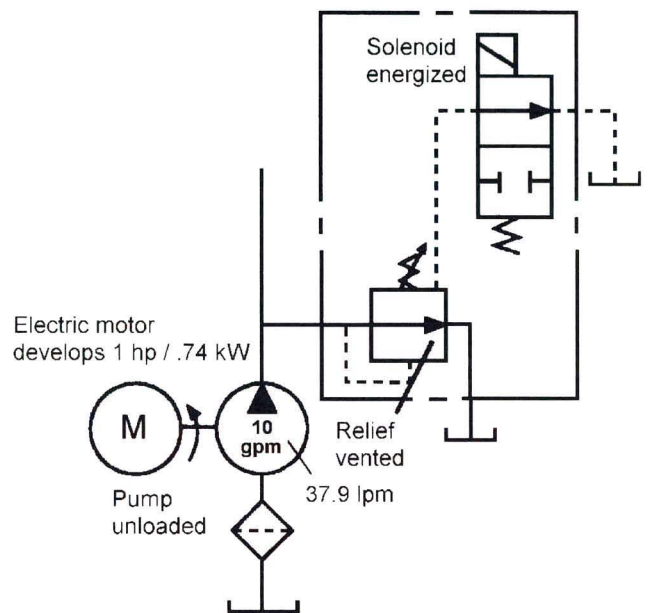 Solenoid
energized
Electric motor
develops 1 hp / .74 kW
M
10
gpm
Relief
vented
37.9 lpm
Pump
unloaded